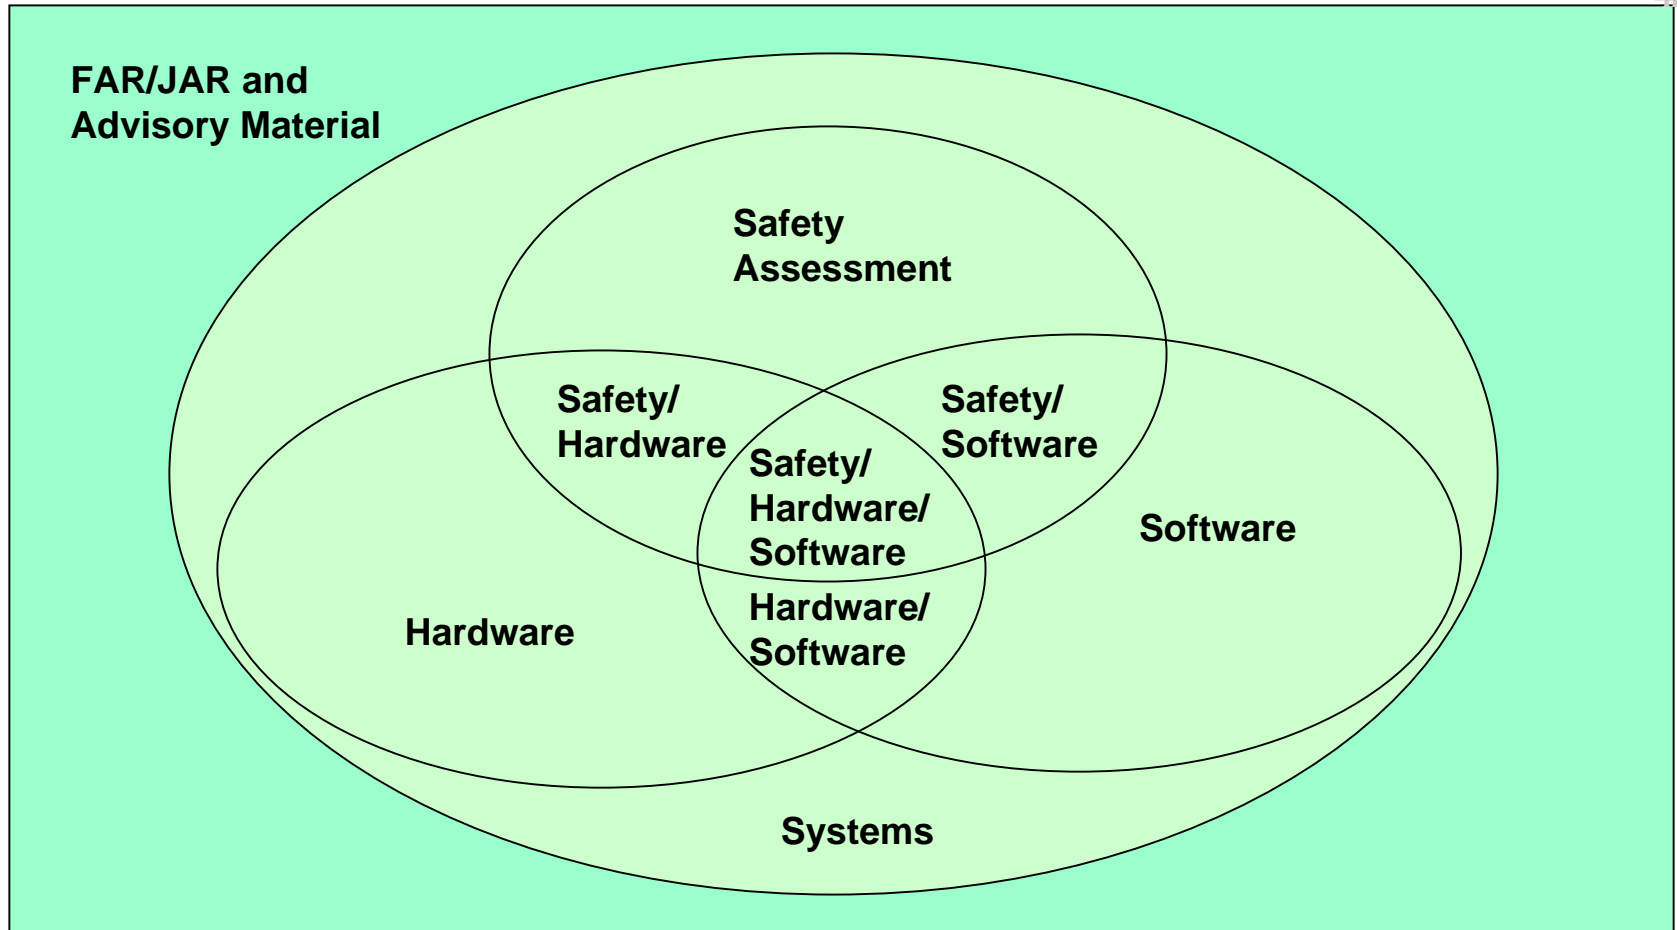 FAR/JAR and
Advisory Material
Safety
Assessment
Safety/
Hardware
Safety/
Software
Safety/
Hardware/
Software
Software
Hardware/
Software
Hardware
Systems